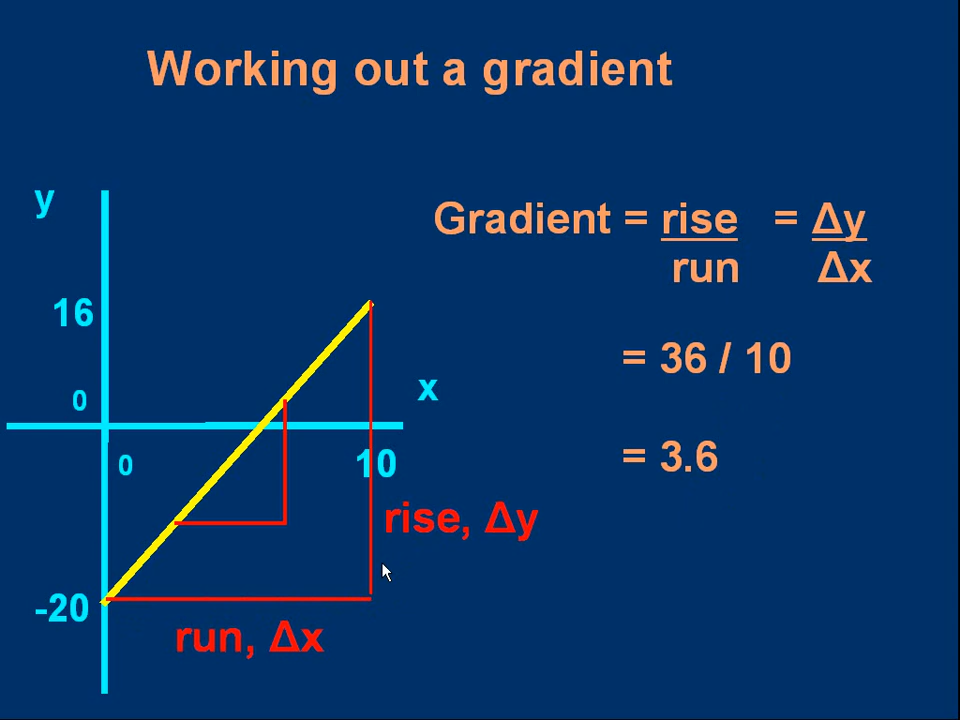 Working out a gradient
y
Gradient = rise = Δy
run Δx
16
= 36 / 10
x
0
= 3.6
0
10
rise, Δy
-20
run, Δx